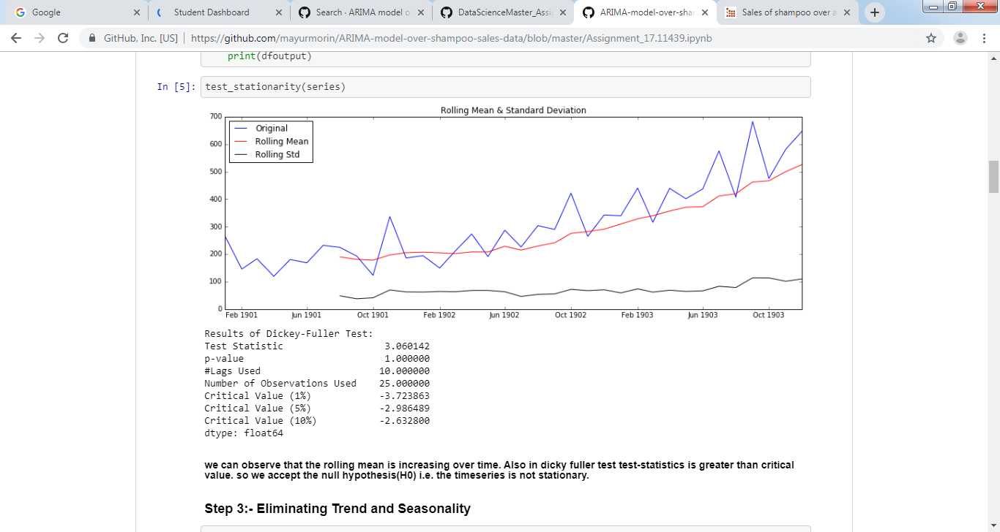 Google
Student Dashboard
Search · ARIMA model o
DataScienceMaster_Assi
ARIMA-model-over-sha
Sales of shampoo over a
GitHub, Inc. [US] | https://github.com/mayurmorin/ARIMA-model-over-shampoo-sales-data/blob/master/Assignment_17.11439.ipynb
print(dfoutput)
In [5]: test_stationarity(series)
Rolling Mean & Standard Deviation
700
600
500
400
300
200
100
0
Original
Rolling Mean
Rolling Std
Feb 1901 Jun 1901 Oct 1901 Feb 1902 Jun 1902 Oct 1902 Feb 1903 Jun 1903 Oct 1903
Results of Dickey-Fuller Test:
Test Statistic 3.060142
p-value 1.000000
#Lags Used 10.000000
Number of Observations Used 25.000000
Critical Value (1%) -3.723863
Critical Value (5%) -2.986489
Critical Value (10%) -2.632800
dtype: float64
we can observe that the rolling mean is increasing over time. Also in dicky fuller test test-statistics is greater than critical
value. so we accept the null hypothesis(H0) i.e. the timeseries is not stationary.
Step 3:- Eliminating Trend and Seasonality